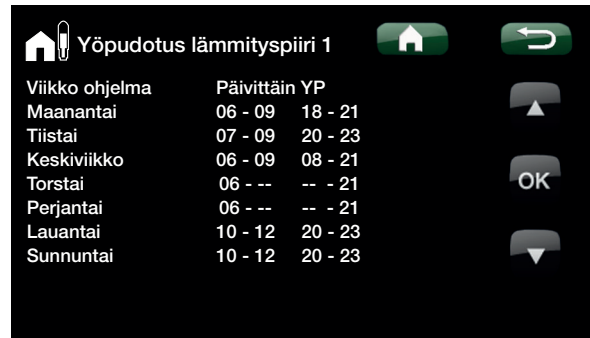 Yöpudotus lämmityspiiri 1
Viikko ohjelma Päivittäin YP
Maanantai 06 - 09 18 - 21
Tiistai 07 - 09 20 - 23
Keskiviikko 06 - 09 08 - 21
Torstai 06 - -- -- - 21
Perjantai 06 - -- -- - 21
Lauantai 10 - 12 20 - 23
Sunnuntai 10 - 12 20 - 23
OK